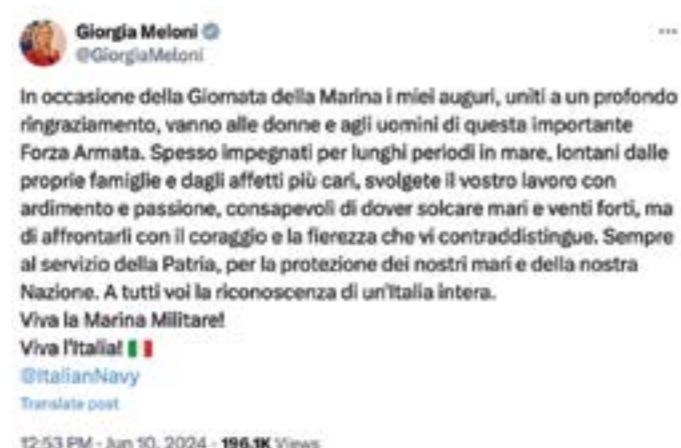 Giorgia Meloni
@GiorgiaMeloni
In occasione della Giornata della Marina i miei auguri, uniti a un profondo
ringraziamento, vanno alle donne e agli uomini di questa importante
Forza Armata. Spesso impegnati per lunghi periodi in mare, lontani dalle
proprie famiglie e dagli affetti più cari, svolgete il vostro lavoro con
ardimento e passione, consapevoli di dover solcare mari e venti forti, ma
di affrontarli con il coraggio e la fierezza che vi contraddistingue. Sempre
al servizio della Patria, per la protezione dei nostri mari e della nostra
Nazione. A tutti voi la riconoscenza di un'Italia intera.
Viva la Marina Militare!
Viva l'Italia! 🇮🇹
@ItalianNavy
Translate post
12:53 PM · Jun 10, 2024 · 196.1K Views